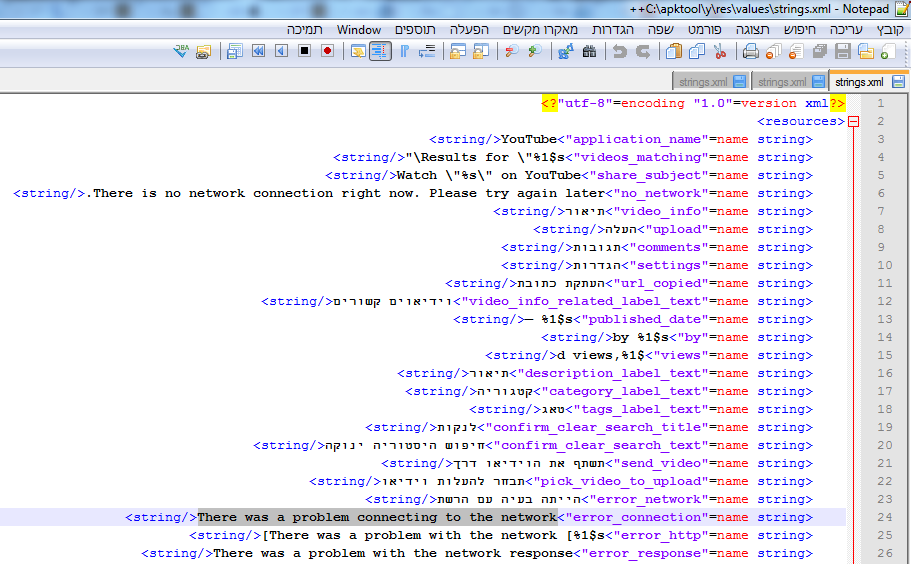 C:\apktool\y\res\values\strings.xml - Notepad++
קובץ עריכה חיפוש תצוגה פורמט שפה הגדרות מאקרו מקשים הפעלה תוספים Window תמיכה
strings.xml strings.xml strings.xml
1 <?xml version="1.0" encoding="utf-8"?>
2 <resources>
3 <string name="application_name">YouTube</string>
4 <string name="videos_matching">Results for \"%1$s\"</string>
5 <string name="share_subject">Watch \"%s\" on YouTube</string>
6 <string name="no_network">There is no network connection right now. Please try again later.</string>
7 <string name="video_info">תיאור</string>
8 <string name="upload">העלה</string>
9 <string name="comments">תגובות</string>
10 <string name="settings">הגדרות</string>
11 <string name="url_copied">העתקת כתובת</string>
12 <string name="video_info_related_label_text">וידיאוים קשורים</string>
13 <string name="published_date">%1$s —</string>
14 <string name="by">by %1$s</string>
15 <string name="views">%1$,d views</string>
16 <string name="description_label_text">תיאור</string>
17 <string name="category_label_text">קטגוריה</string>
18 <string name="tags_label_text">טאג</string>
19 <string name="confirm_clear_search_title">לנקות</string>
20 <string name="confirm_clear_search_text">חיפוש היסטוריה ינוקה</string>
21 <string name="send_video">תשתף את הוידיאו דרך</string>
22 <string name="pick_video_to_upload">תבחר להעלות וידיאו</string>
23 <string name="error_network">הייתה בעיה עם הרשת</string>
24 <string name="error_connection">There was a problem connecting to the network</string>
25 <string name="error_http">There was a problem with the network [%1$s]</string>
26 <string name="error_response">There was a problem with the network response</string>